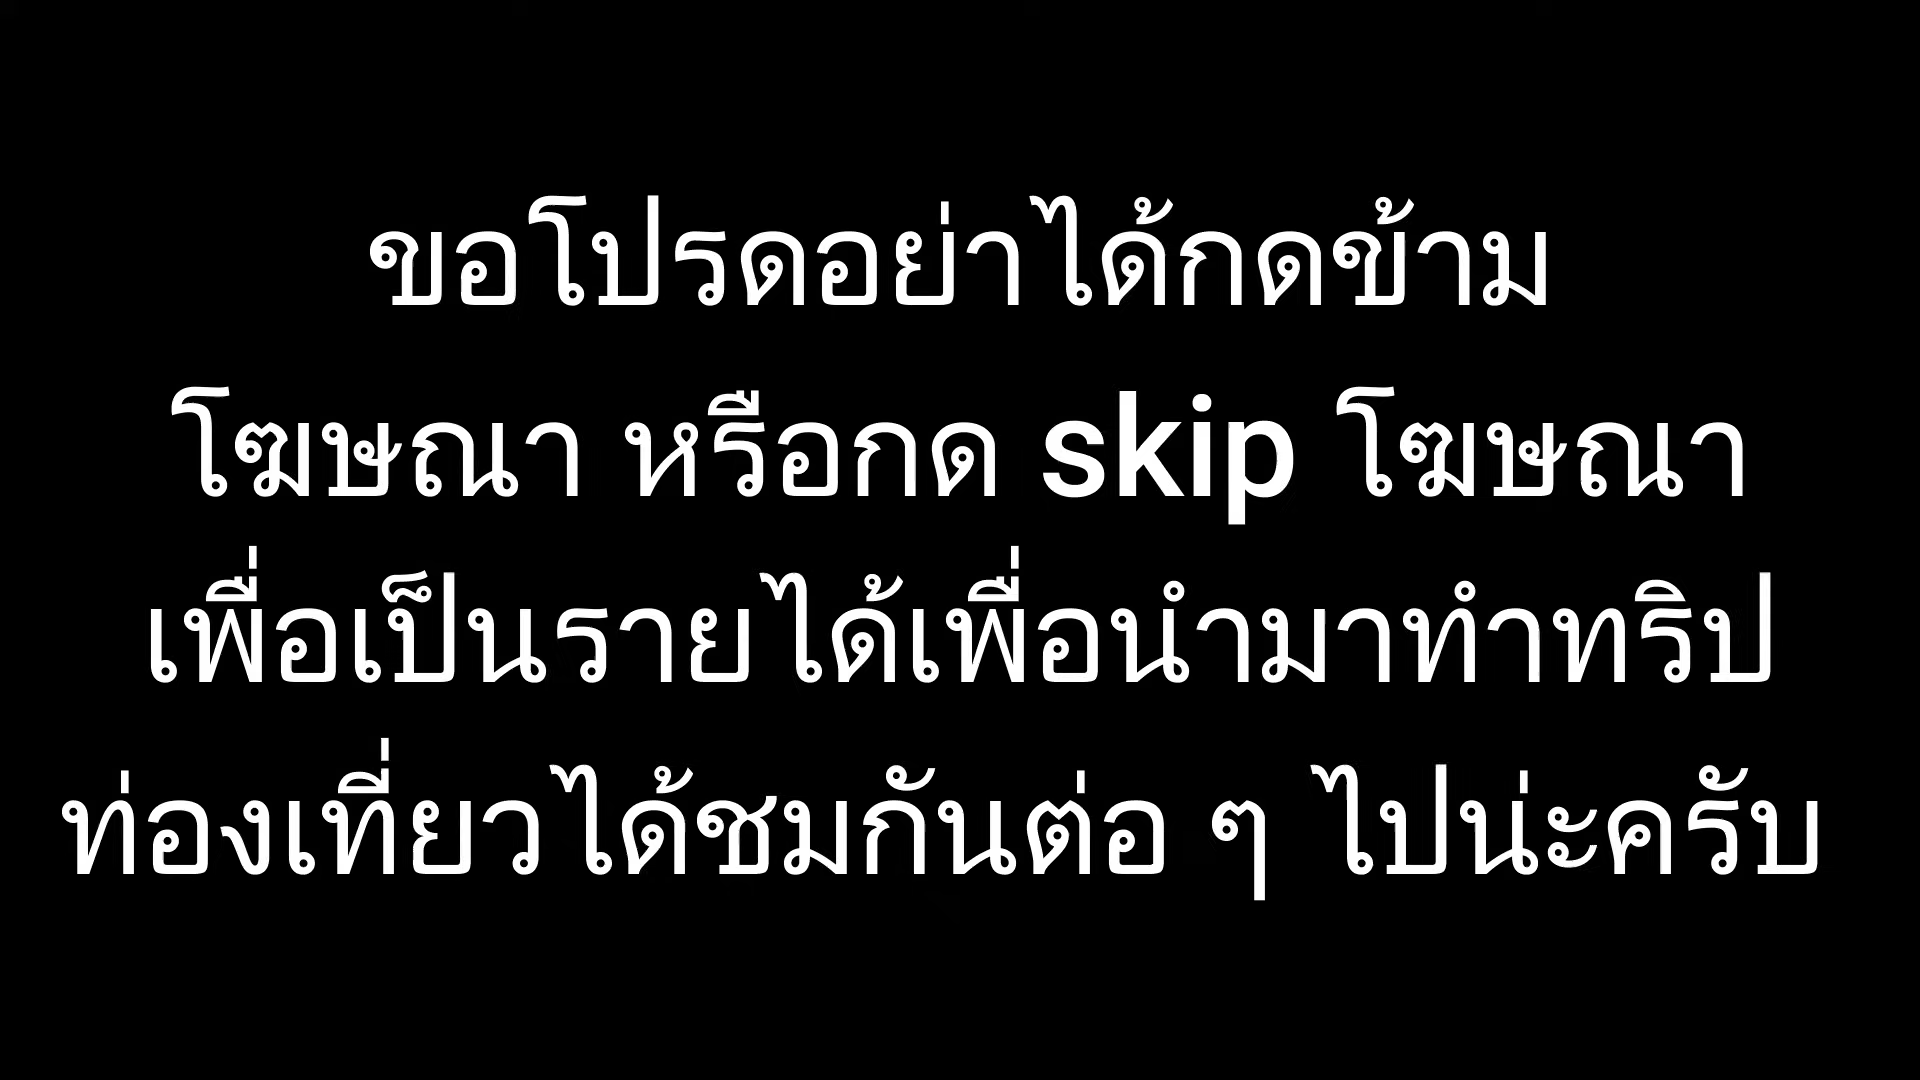 ขอโปรดอย่าได้กดข้าม
โฆษณา หรือกด skip โฆษณา
เพื่อเป็นรายได้เพื่อนำมาทำทริป
ท่องเที่ยวได้ชมกันต่อ ๆ ไปน่ะครับ